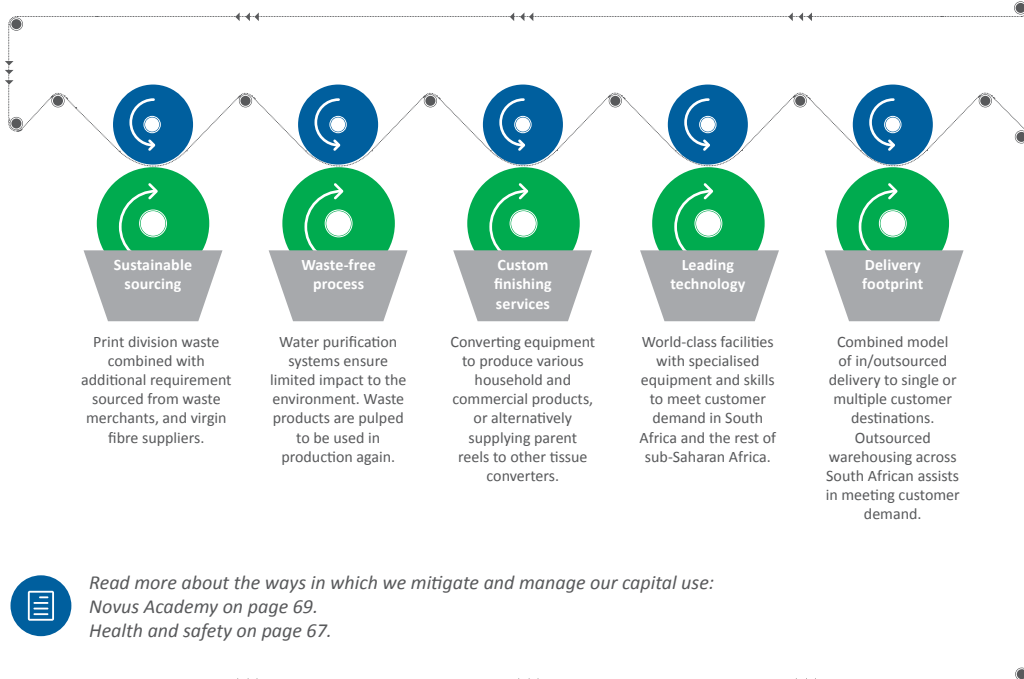 Sustainable
sourcing
Print division waste
combined with
additional requirement
sourced from waste
merchants, and virgin
fibre suppliers.
Waste-free
process
Water purification
systems ensure
limited impact to the
environment. Waste
products are pulped
to be used in
production again.
Custom
finishing
services
Converting equipment
to produce various
household and
commercial products,
or alternatively
supplying parent
reels to other tissue
converters.
Leading
technology
World-class facilities
with specialised
equipment and skills
to meet customer
demand in South
Africa and the rest of
sub-Saharan Africa.
Delivery
footprint
Combined model
of in/outsourced
delivery to single or
multiple customer
destinations.
Outsourced
warehousing across
South African assists
in meeting customer
demand.
Read more about the ways in which we mitigate and manage our capital use:
Novus Academy on page 69.
Health and safety on page 67.